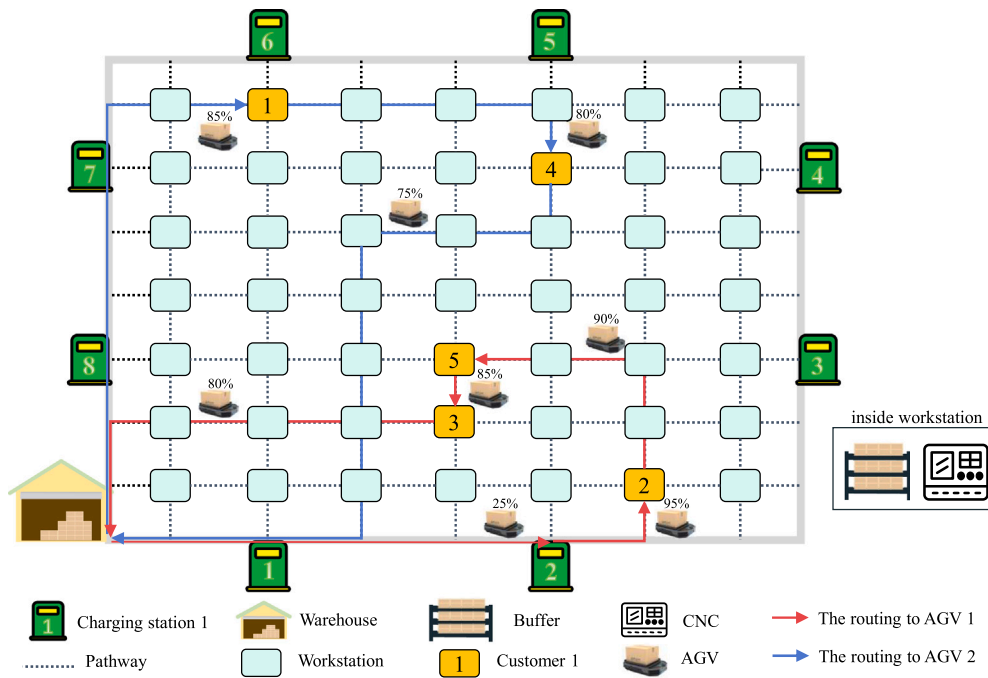 6
5
85%
1
80%
7
4
4
75%
90%
8
5
3
80%
85%
3
inside workstation
2
25%
95%
1
2
1
Charging station 1
Warehouse
Buffer
CNC
The routing to AGV 1
Pathway
Workstation
1
Customer 1
AGV
The routing to AGV 2